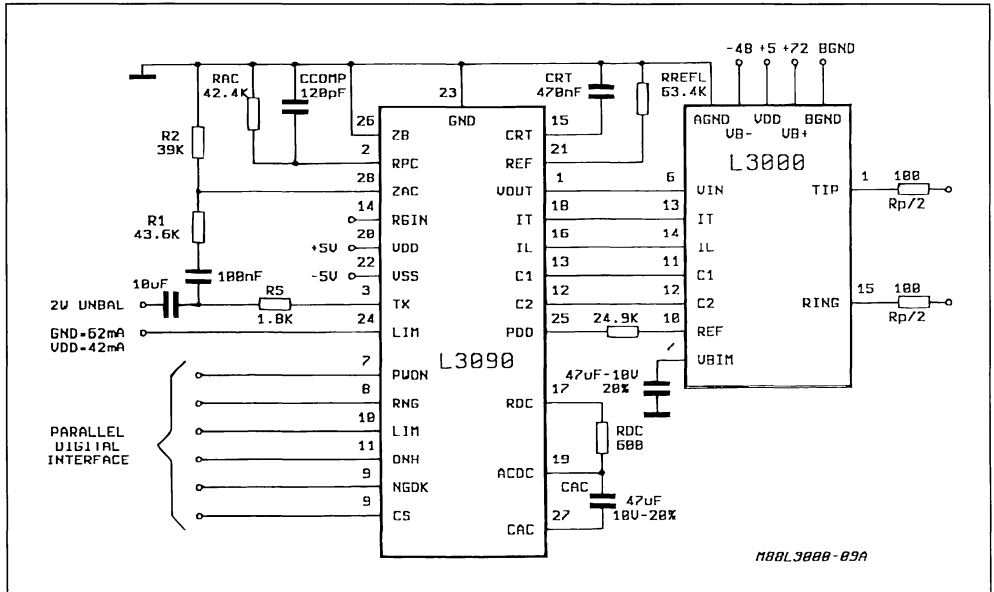 -48 +5 +72 BGND
RAC
42.4K
CCOMP
120pF
CRT
470nF
RREFL
63.4K
23
GND
AGND VDD BGND
VB- VB+
L3000
R2
39K
26
ZB
15
CRT
2
RPC
21
REF
28
ZAC
1
VOUT
6
VIN
TIP
1
100
Rp/2
14
RGIN
18
IT
13
IT
R1
43.6K
+5V
20
VDD
16
IL
14
IL
-5V
22
VSS
13
C1
11
C1
10uF
100nF
2W UNBAL
RS
1.8K
3
TX
12
C2
12
C2
RING
15
100
Rp/2
GND=62mA
VDD=42mA
24
LIM
25
PDD
24.9K
10
REF
L3090
VBIM
47uF-10V
20%
PARALLEL
DIGITAL
INTERFACE
7
PWDN
17
RDC
8
RNG
RDC
600
10
LIM
11
ONH
19
ACDC
9
NGDK
CAC
47uF
10V-20%
9
CS
27
CAC
M88L3000-09A